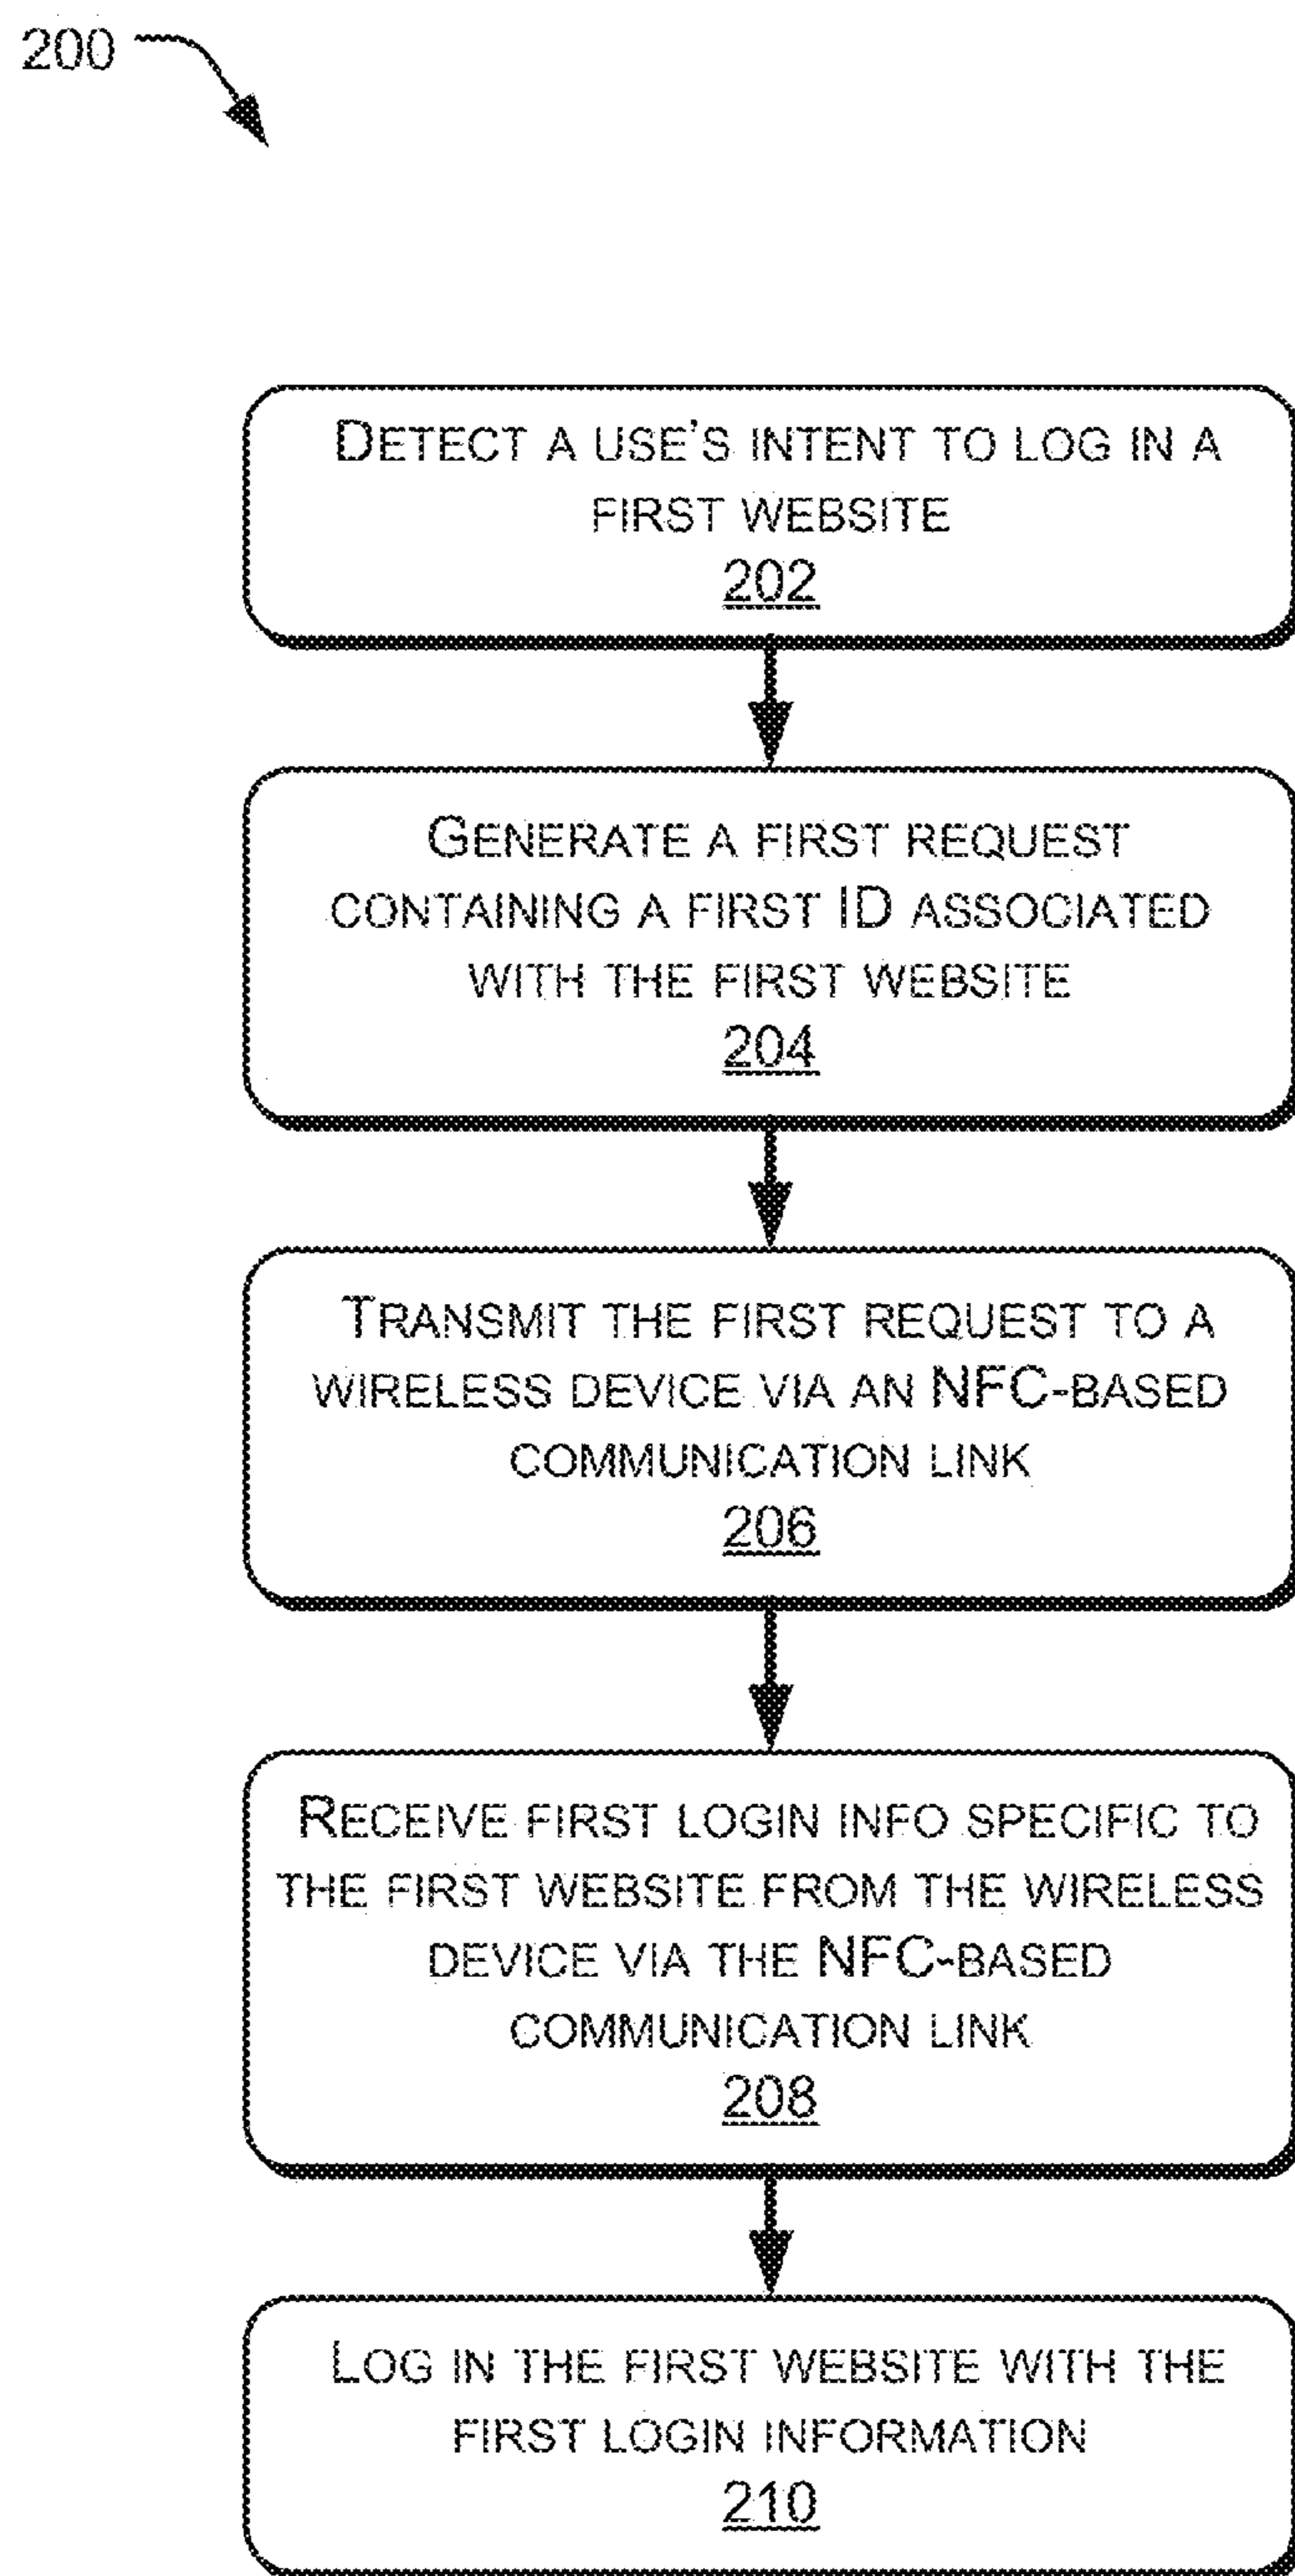 200
DETECT A USE'S INTENT TO LOG IN A
FIRST WEBSITE
202
GENERATE A FIRST REQUEST
CONTAINING A FIRST ID ASSOCIATED
WITH THE FIRST WEBSITE
204
TRANSMIT THE FIRST REQUEST TO A
WIRELESS DEVICE VIA AN NFC-BASED
COMMUNICATION LINK
206
RECEIVE FIRST LOGIN INFO SPECIFIC TO
THE FIRST WEBSITE FROM THE WIRELESS
DEVICE VIA THE NFC-BASED
COMMUNICATION LINK
208
LOG IN THE FIRST WEBSITE WITH THE
FIRST LOGIN INFORMATION
210